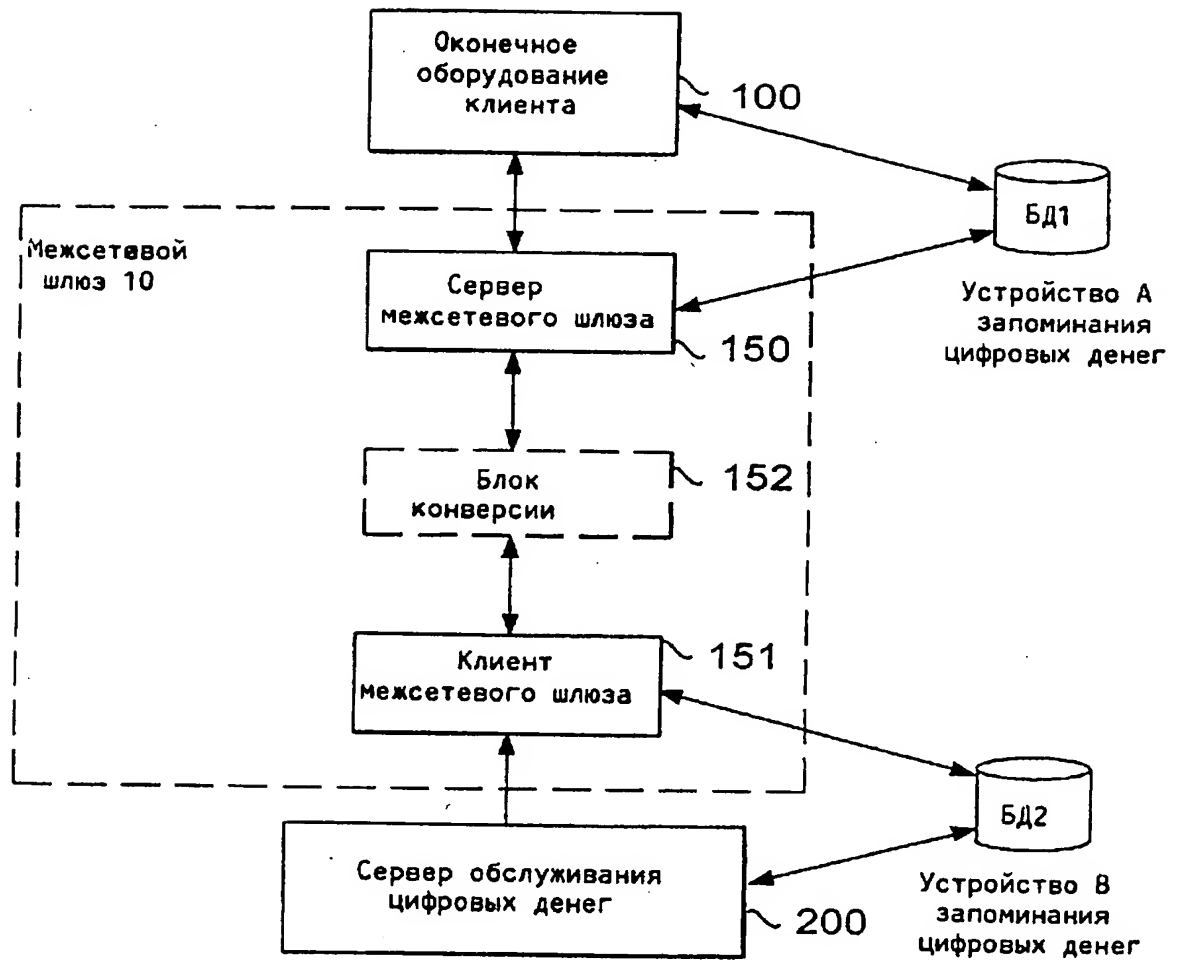 Оконечное
оборудование
клиента
100
БД1
Устройство А
запоминания
цифровых денег
Межсетевой
шлюз 10
Сервер
межсетевого шлюза
150
Блок
конверсии
152
Клиент
межсетевого шлюза
151
БД2
Устройство В
запоминания
цифровых денег
Сервер обслуживания
цифровых денег
200